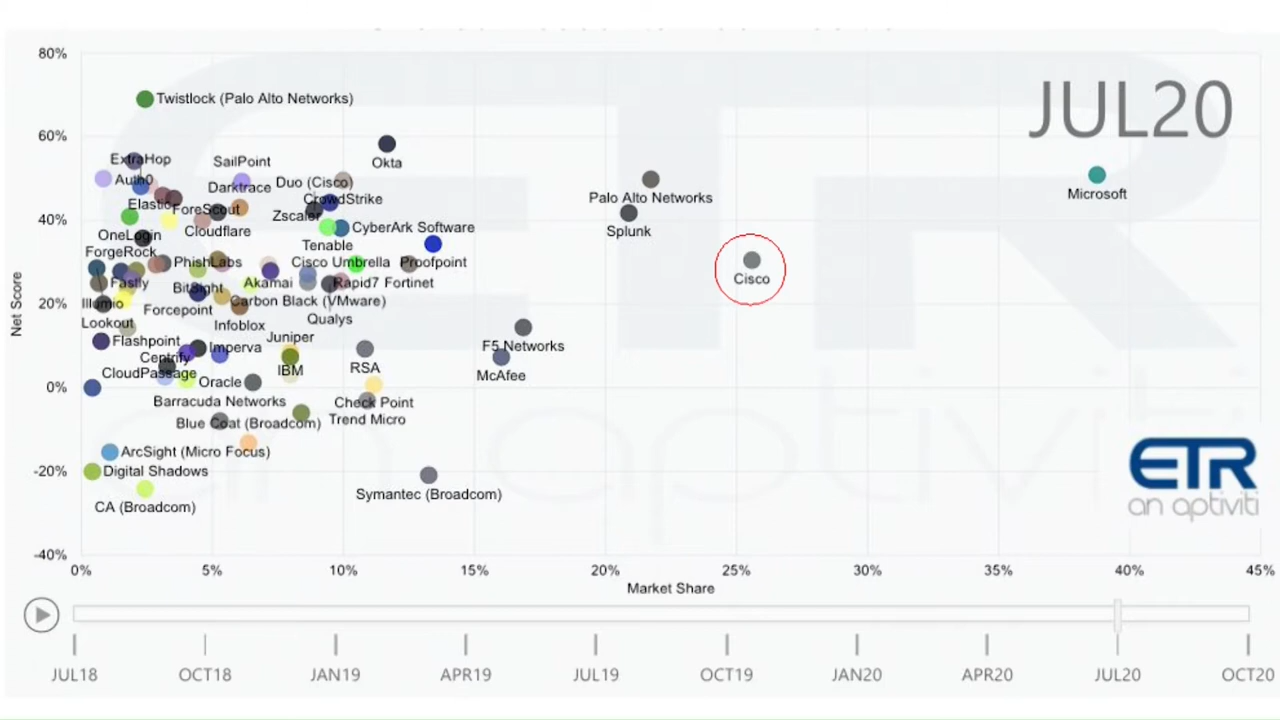 80%
JUL20
Twistlock (Palo Alto Networks)
60%
Okta
ExtraHop
SailPoint
Auth0
Duo (Cisco)
Darktrace
Microsoft
Palo Alto Networks
CrowdStrike
Elastic
ForeScout
Zscaler
40%
CyberArk Software
Cloudflare
Splunk
OneLogin
Tenable
ForgeRock
PhishLabs
Cisco Umbrella
Proofpoint
Cisco
Fastly
Akamai
Rapid7
Fortinet
BitSight
20%
Illumio
Carbon Black (VMware)
Forcepoint
Net Score
Lookout
Infoblox
Qualys
Flashpoint
Juniper
Imperva
F5 Networks
Centrify
CloudPassage
IBM
RSA
McAfee
0%
Oracle
Barracuda Networks
Check Point
Blue Coat (Broadcom)
Trend Micro
ArcSight (Micro Focus)
-20%
Digital Shadows
Symantec (Broadcom)
CA (Broadcom)
ETR
an aptiviti
-40%
0% 5% 10% 15% 20% 25% 30% 35% 40% 45%
Market Share
JUL18 OCT18 JAN19 APR19 JUL19 OCT19 JAN20 APR20 JUL20 OCT20